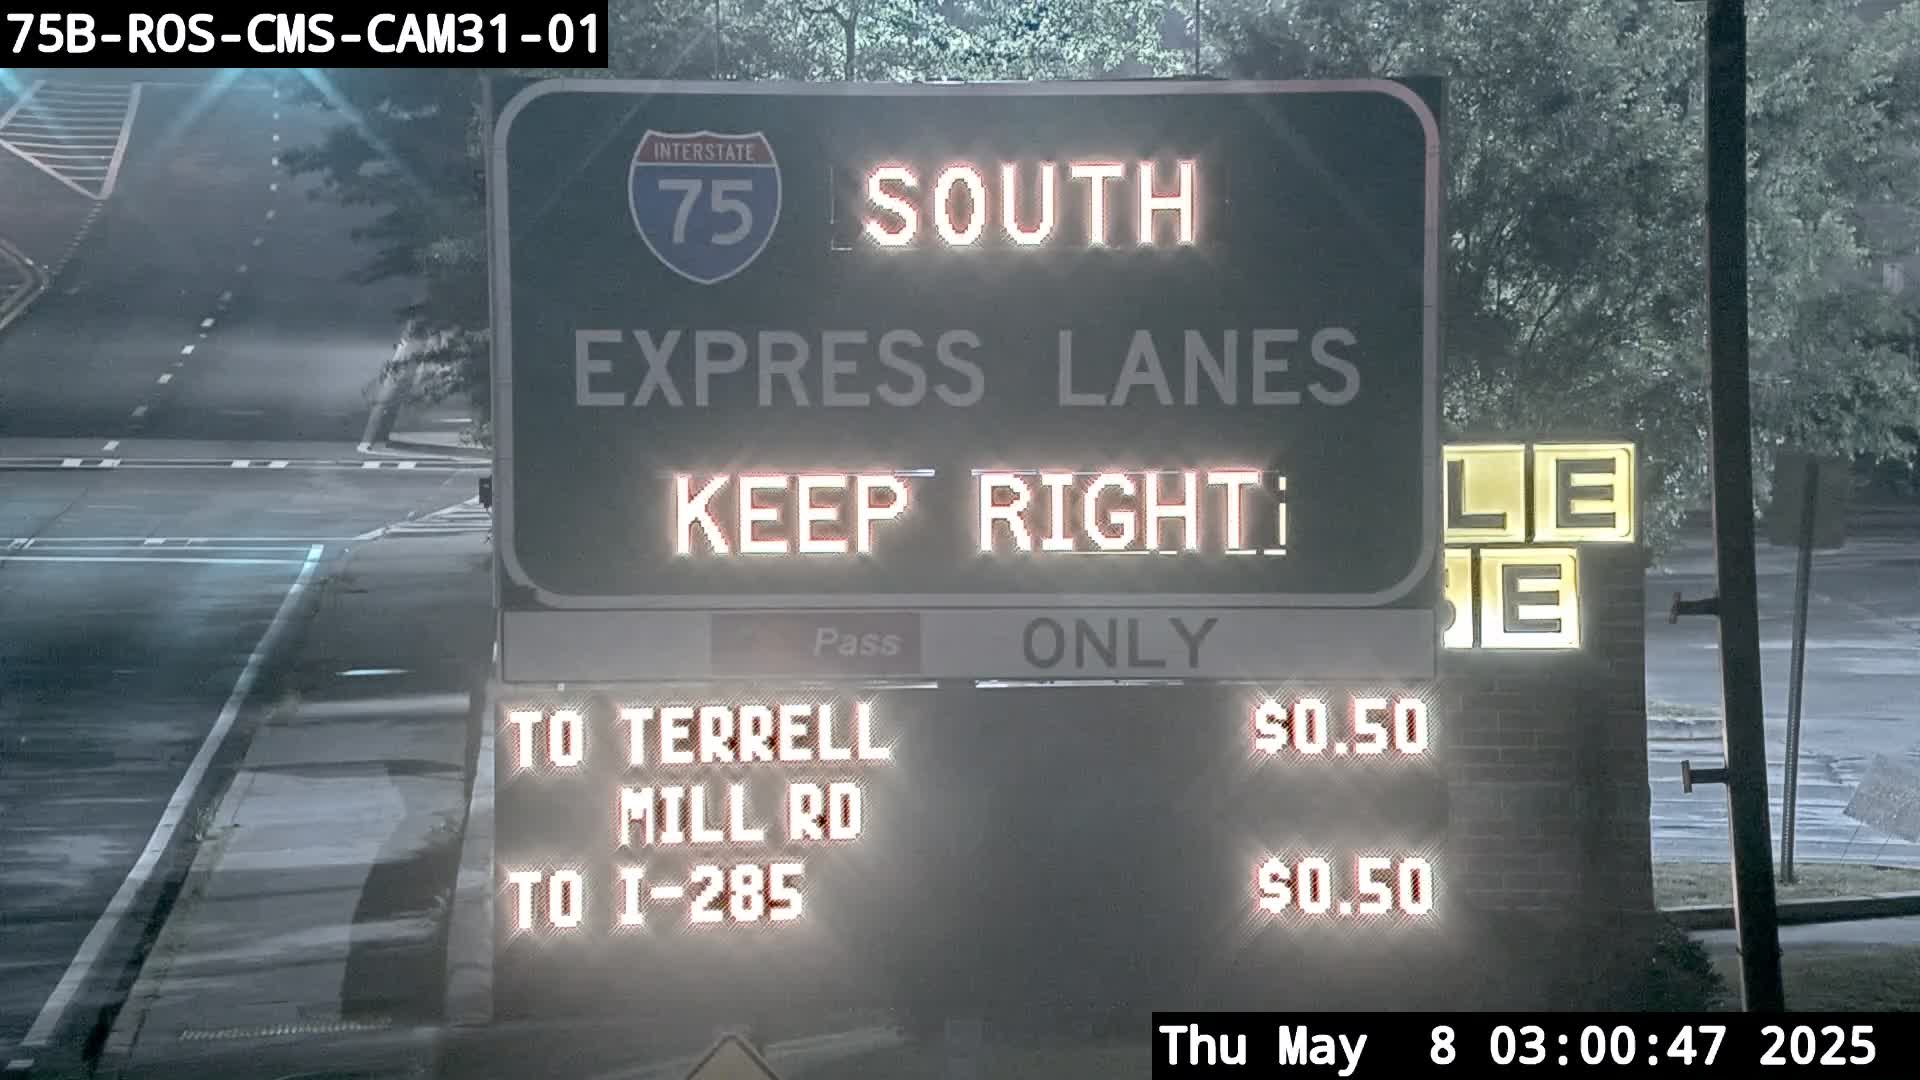 75B-ROS-CMS-CAM31-01
INTERSTATE
75
SOUTH
EXPRESS LANES
KEEP RIGHT
Pass ONLY
TO TERRELL $0.50
MILL RD
TO I-285 $0.50
LE
E
Thu May 8 03:00:47 2025